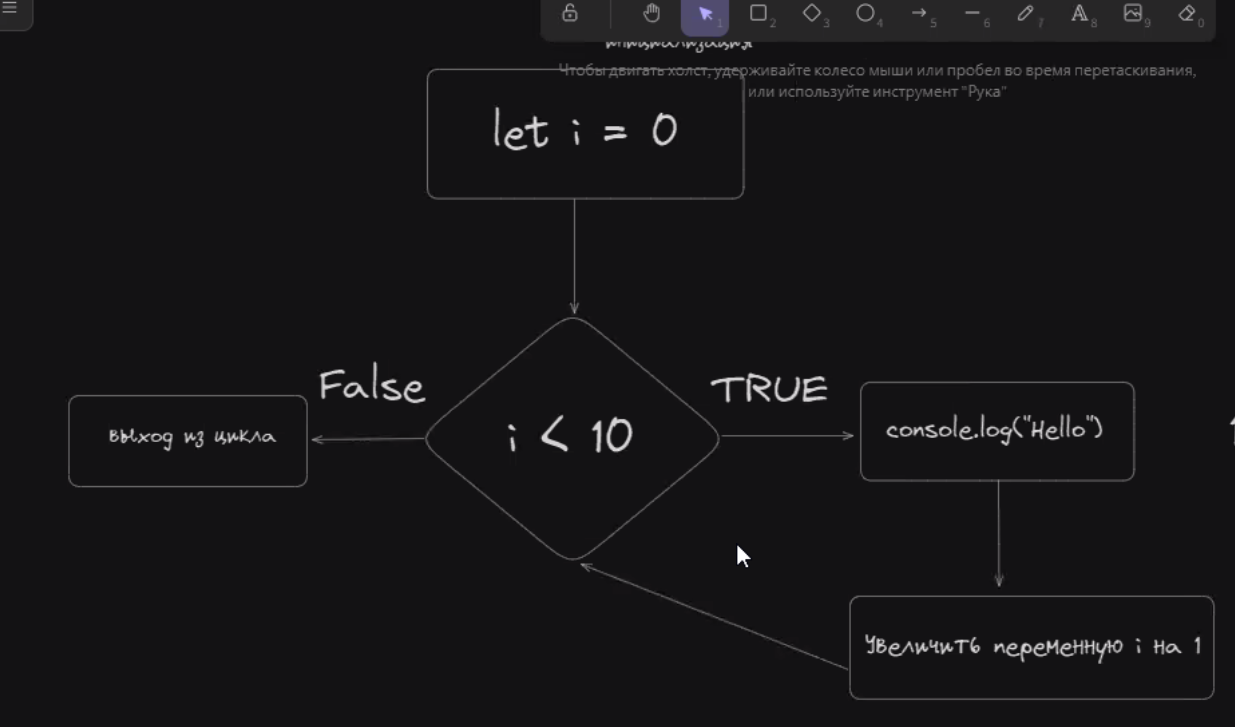 1 2 3 4 5 6 7 A 8 9 0
инициализация
Чтобы двигать холст, удерживайте колесо мыши или пробел во время перетаскивания,
или используйте инструмент "Рука"
let i = 0
False
TRUE
выход из цикла
i < 10
console.log("Hello")
Увеличить переменную i на 1